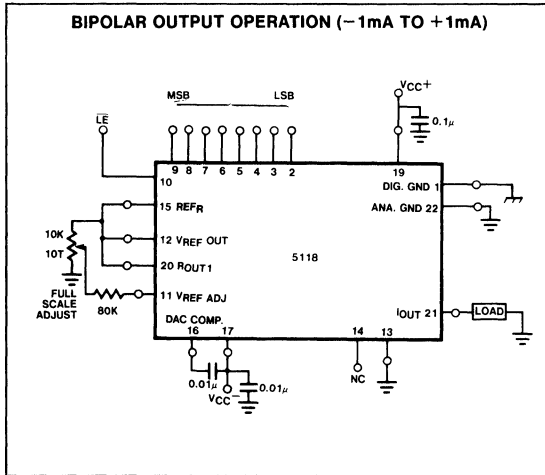 BIPOLAR OUTPUT OPERATION (−1mA TO +1mA)
MSB LSB
VCC+
LE
0.1μ
9 8 7 6 5 4 3 2
19
10
DIG. GND 1
15 REFR
ANA. GND 22
10K
10T
12 VREF OUT
20 ROUT 1
5118
FULL
SCALE
ADJUST
80K
11 VREF ADJ
IOUT 21
LOAD
DAC COMP.
16 17
14 13
0.01μ
0.01μ
VCC−
NC